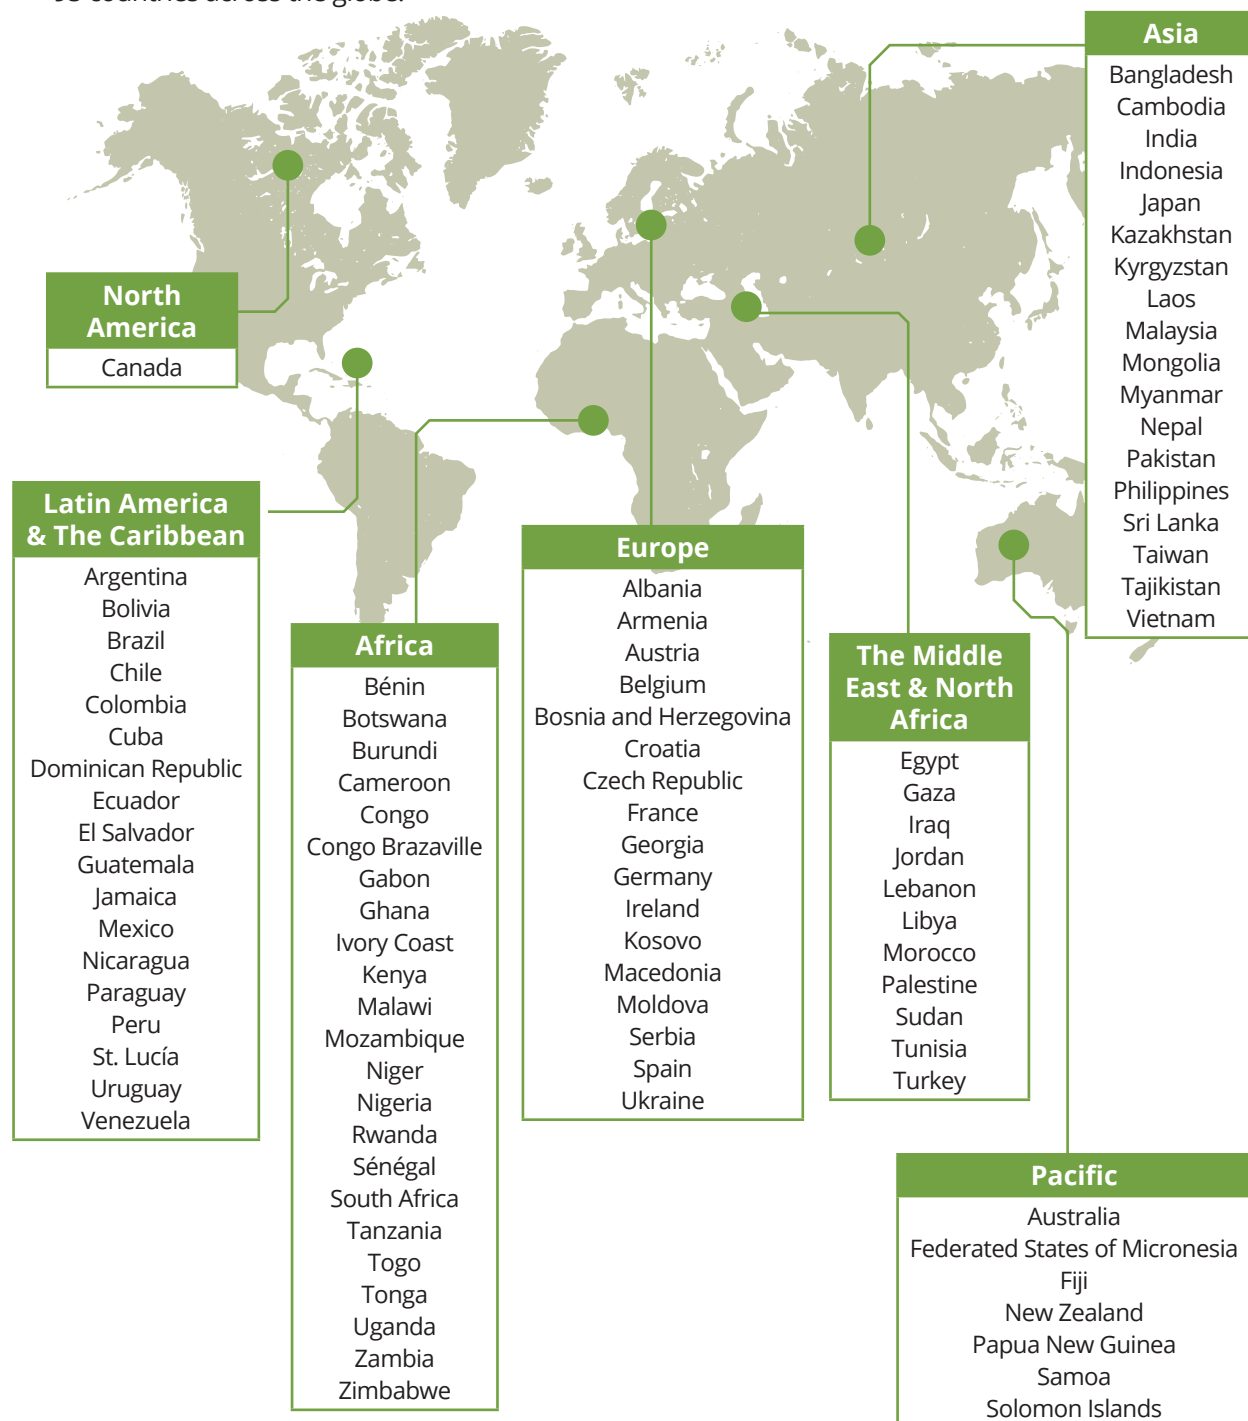 countries across the globe.
North
America
Canada
Latin America
& The Caribbean
Argentina
Bolivia
Brazil
Chile
Colombia
Cuba
Dominican Republic
Ecuador
El Salvador
Guatemala
Jamaica
Mexico
Nicaragua
Paraguay
Peru
St. Lucía
Uruguay
Venezuela
Africa
Bénin
Botswana
Burundi
Cameroon
Congo
Congo Brazaville
Gabon
Ghana
Ivory Coast
Kenya
Malawi
Mozambique
Niger
Nigeria
Rwanda
Sénégal
South Africa
Tanzania
Togo
Tonga
Uganda
Zambia
Zimbabwe
Europe
Albania
Armenia
Austria
Belgium
Bosnia and Herzegovina
Croatia
Czech Republic
France
Georgia
Germany
Ireland
Kosovo
Macedonia
Moldova
Serbia
Spain
Ukraine
The Middle
East & North
Africa
Egypt
Gaza
Iraq
Jordan
Lebanon
Libya
Morocco
Palestine
Sudan
Tunisia
Turkey
Asia
Bangladesh
Cambodia
India
Indonesia
Japan
Kazakhstan
Kyrgyzstan
Laos
Malaysia
Mongolia
Myanmar
Nepal
Pakistan
Philippines
Sri Lanka
Taiwan
Tajikistan
Vietnam
Pacific
Australia
Federated States of Micronesia
Fiji
New Zealand
Papua New Guinea
Samoa
Solomon Islands